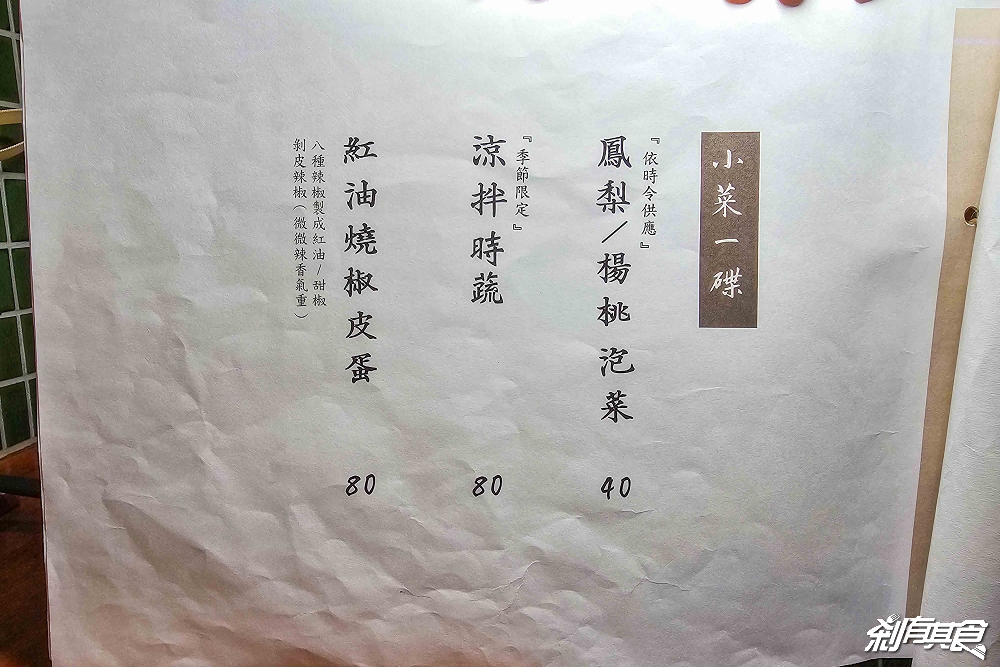 小菜一碟
『依時令供應』
鳳梨/楊桃泡菜 40
『季節限定』
涼拌時蔬 80
紅油燒椒皮蛋 80
八種辣椒製成紅油/甜椒
剝皮辣椒(微微辣香氣重)
剎有其食